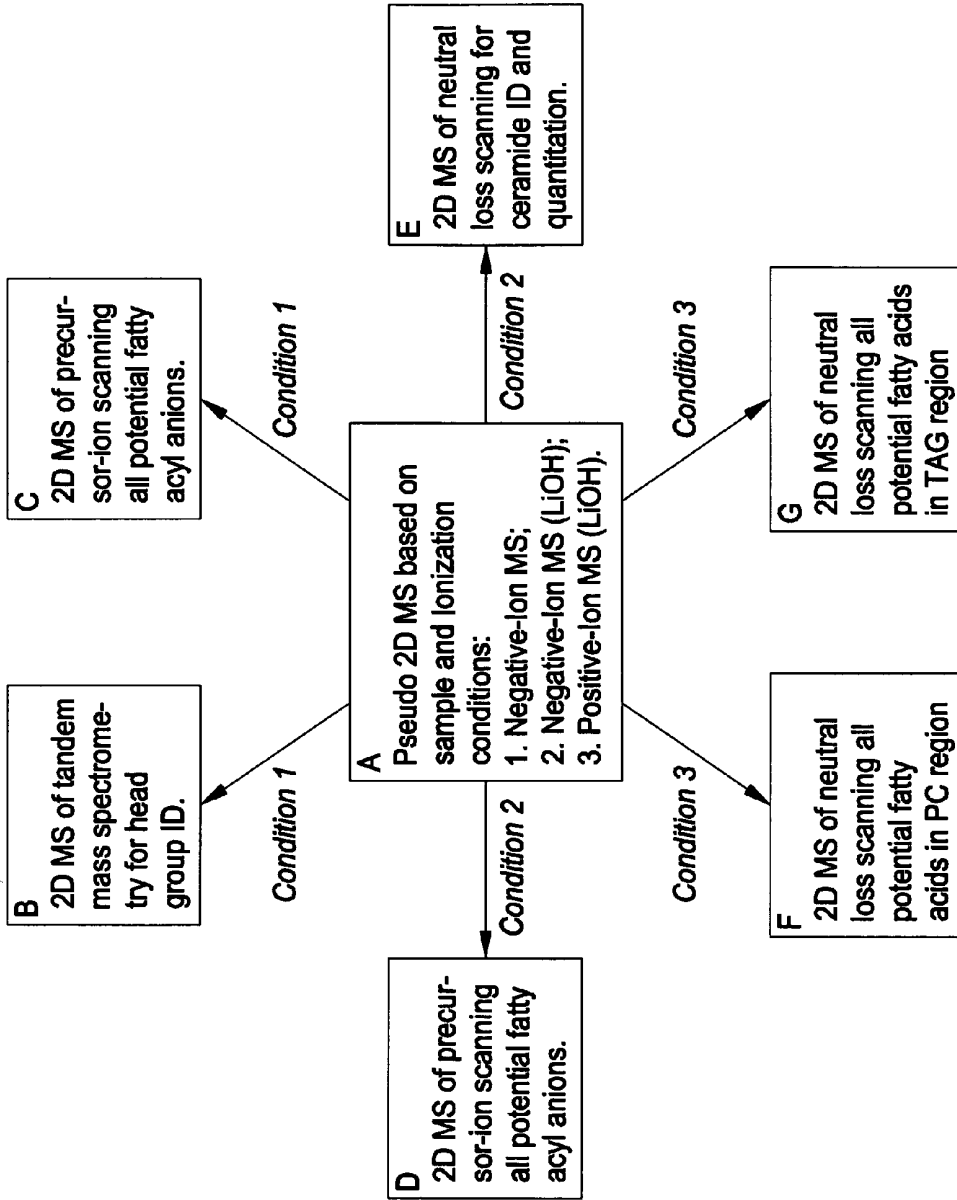 B
2D MS of tandem
mass spectrome-
try for head
group ID.
C
2D MS of precur-
sor-ion scanning
all potential fatty
acyl anions.
Condition 1
Condition 1
D
2D MS of precur-
sor-ion scanning
all potential fatty
acyl anions.
Condition 2
A
Pseudo 2D MS based on
sample and Ionization
conditions:
1. Negative-Ion MS;
2. Negative-Ion MS (LiOH);
3. Positive-Ion MS (LiOH).
Condition 2
E
2D MS of neutral
loss scanning for
ceramide ID and
quantitation.
Condition 3
Condition 3
F
2D MS of neutral
loss scanning all
potential fatty
acids in PC region
G
2D MS of neutral
loss scanning all
potential fatty acids
in TAG region